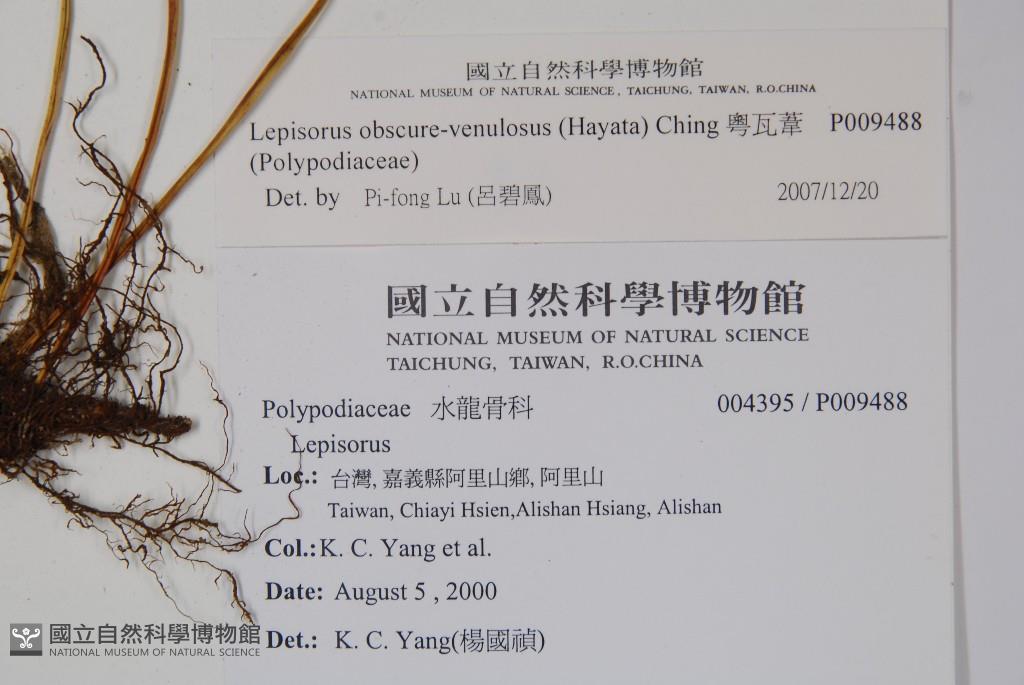 國立自然科學博物館
NATIONAL MUSEUM OF NATURAL SCIENCE, TAICHUNG, TAIWAN, R.O.CHINA
Lepisorus obscure-venulosus (Hayata) Ching 粵瓦葦 P009488
(Polypodiaceae)
Det. by Pi-fong Lu (呂碧鳳) 2007/12/20
國立自然科學博物館
NATIONAL MUSEUM OF NATURAL SCIENCE
TAICHUNG, TAIWAN, R.O.CHINA
Polypodiaceae 水龍骨科 004395 / P009488
Lepisorus
Loc.: 台灣, 嘉義縣阿里山鄉, 阿里山
Taiwan, Chiayi Hsien,Alishan Hsiang, Alishan
Col.:K. C. Yang et al.
Date: August 5 , 2000
Det.: K. C. Yang(楊國禎)
國立自然科學博物館
NATIONAL MUSEUM OF NATURAL SCIENCE